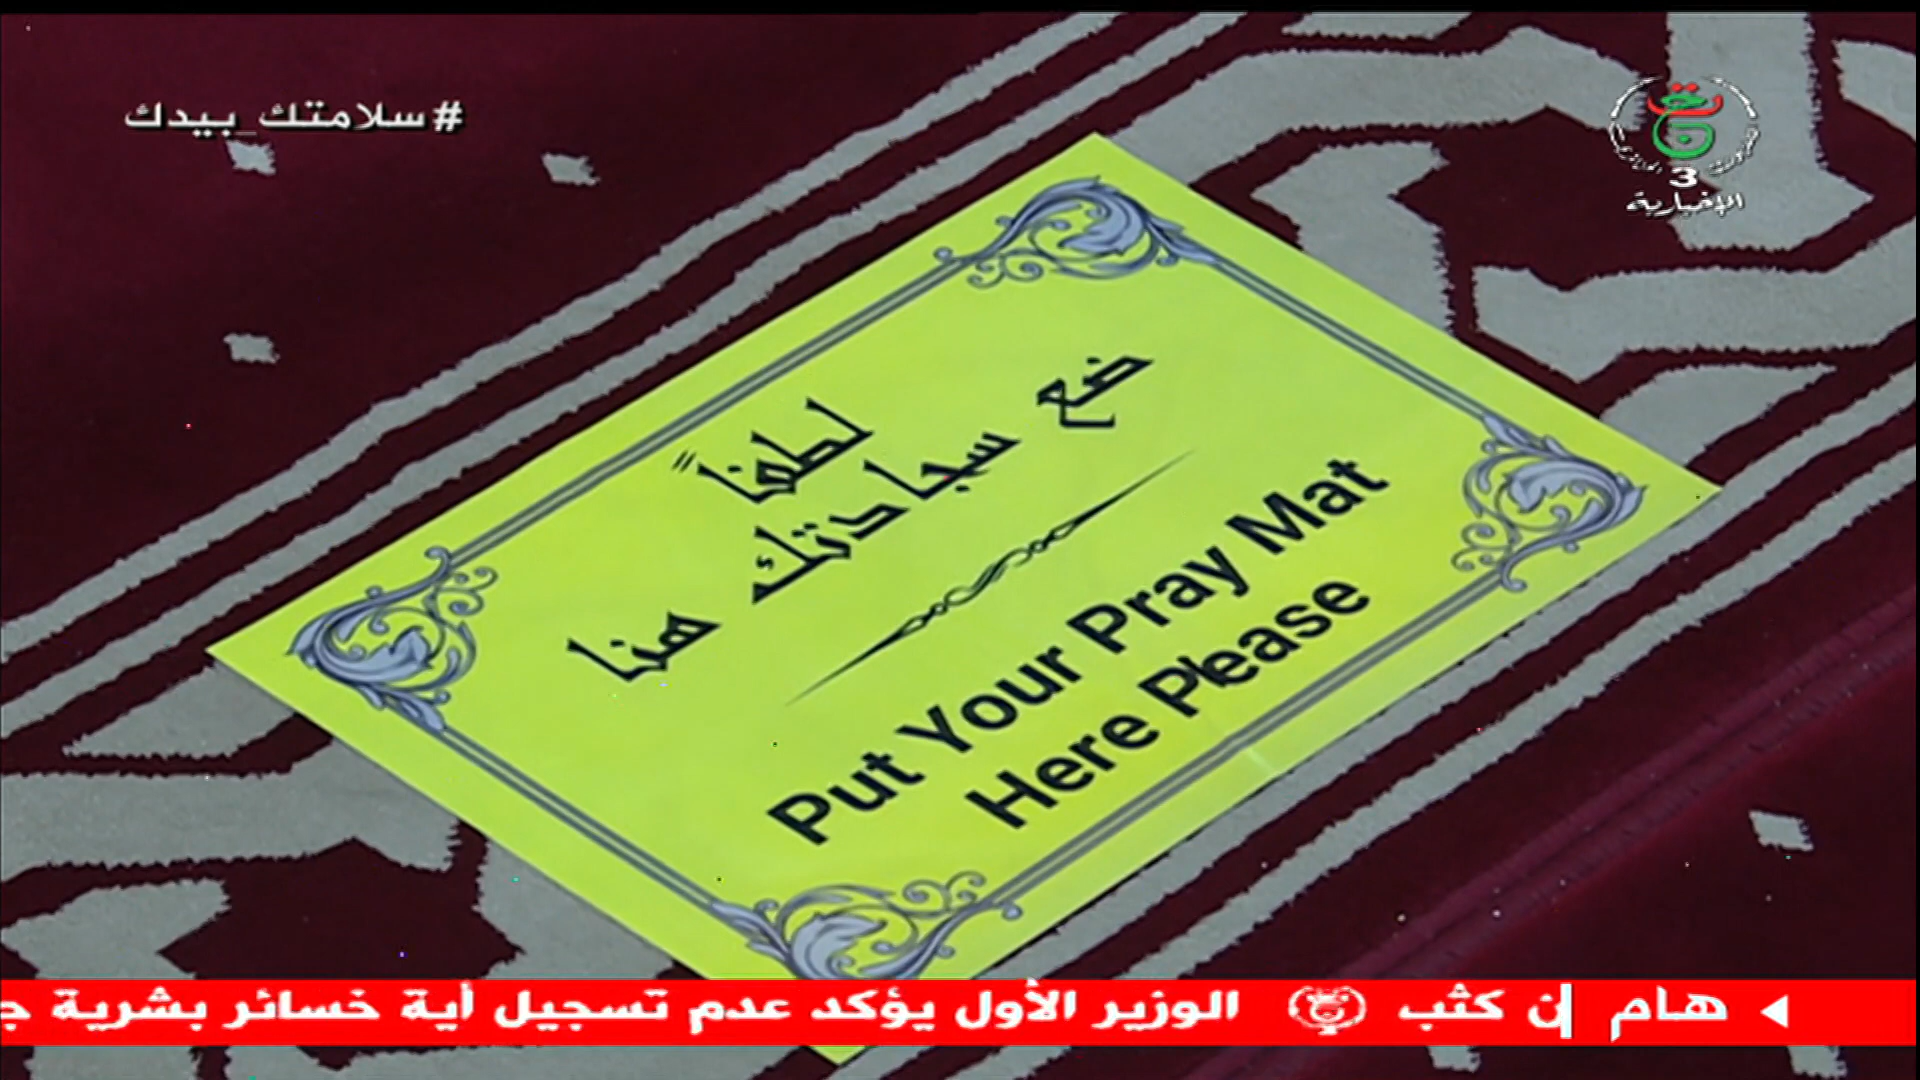 #سلامتك_بيدك
3
الإخبارية
لطفاً
ضع سجادتك هنا
Put Your Pray Mat
Here Please
هام
ن كثب
الوزير الأول يؤكد عدم تسجيل أية خسائر بشرية ج